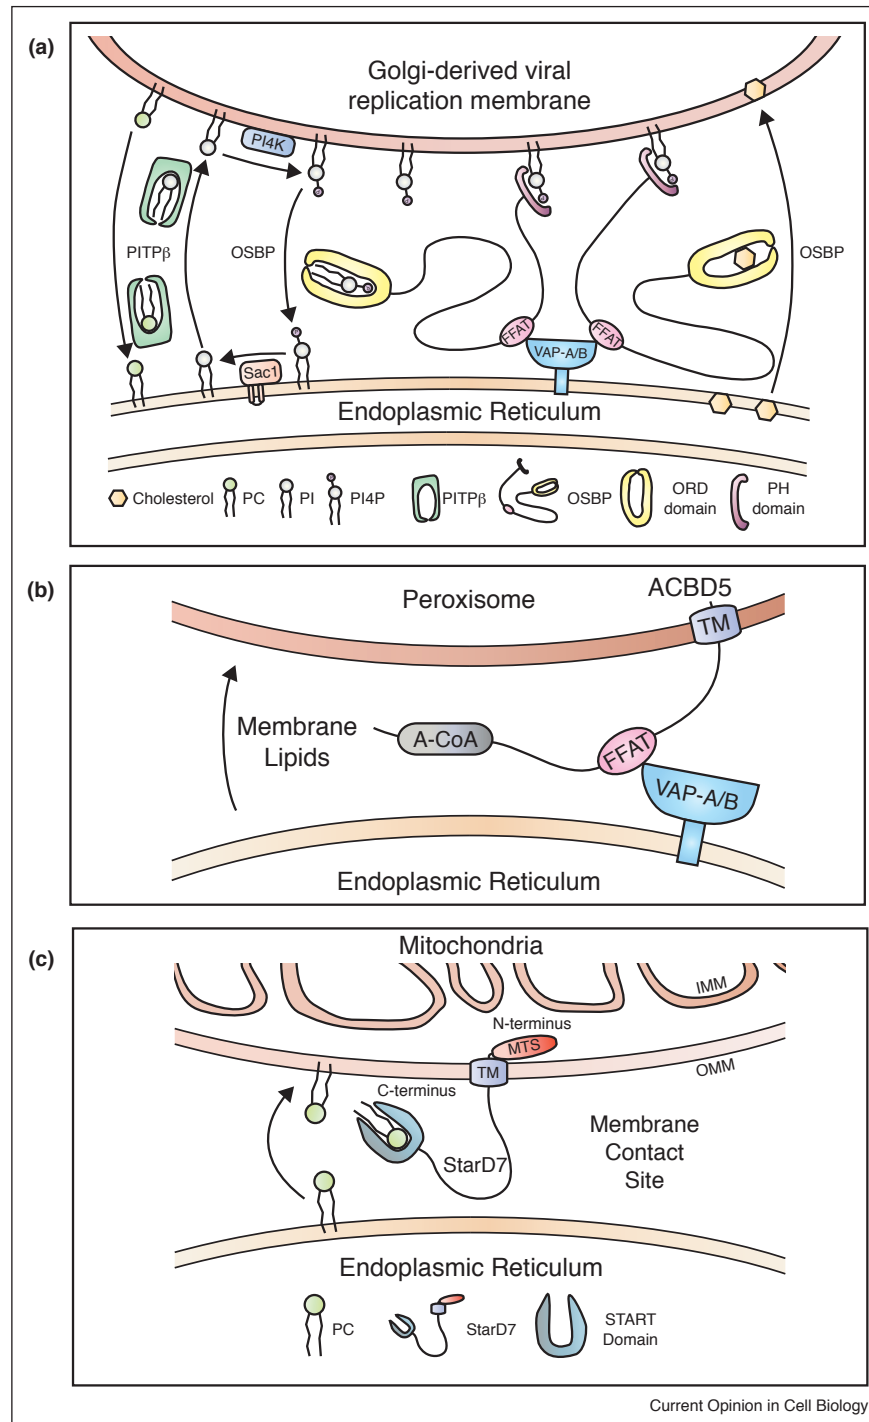 (a)
Golgi-derived viral
replication membrane
PI4K
PITPβ
OSBP
OSBP
FFAT
FFAT
VAP-A/B
Sac1
Endoplasmic Reticulum
Cholesterol
PC
PI
PI4P
PITPβ
OSBP
ORD
domain
PH
domain
(b)
Peroxisome
ACBD5
TM
Membrane
Lipids
A-CoA
FFAT
VAP-A/B
Endoplasmic Reticulum
(c)
Mitochondria
IMM
N-terminus
MTS
TM
OMM
C-terminus
StarD7
Membrane
Contact
Site
Endoplasmic Reticulum
PC
StarD7
START
Domain
Current Opinion in Cell Biology